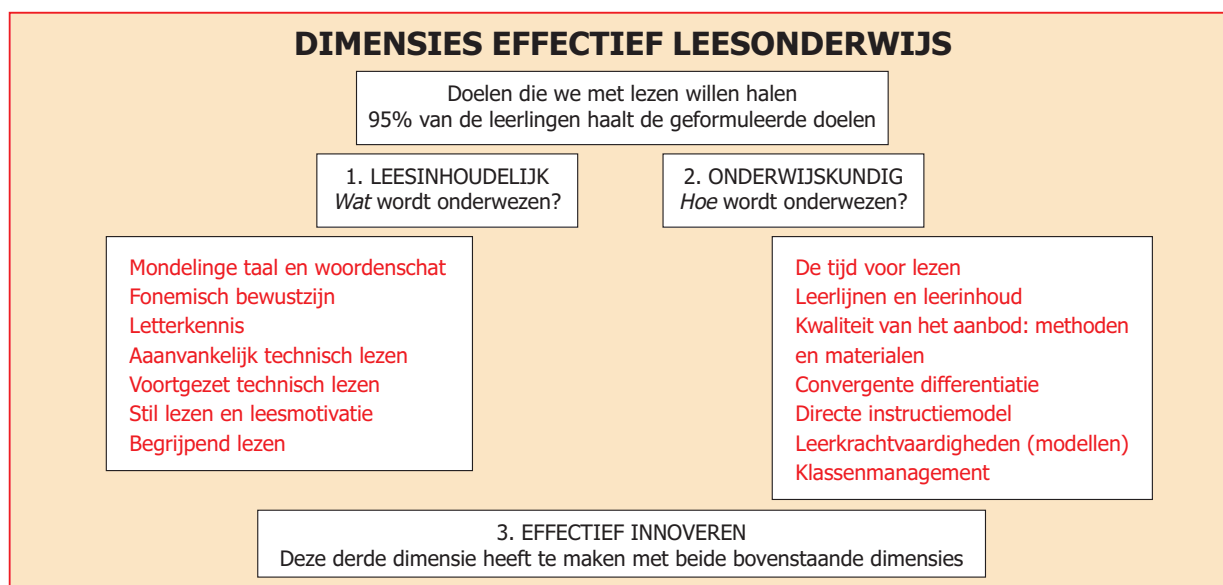 DIMENSIES EFFECTIEF LEESONDERWIJS
Doelen die we met lezen willen halen
95% van de leerlingen haalt de geformuleerde doelen
1. LEESINHOUDELIJK
Wat wordt onderwezen?
2. ONDERWIJSKUNDIG
Hoe wordt onderwezen?
Mondelinge taal en woordenschat
Fonemisch bewustzijn
Letterkennis
Aaanvankelijk technisch lezen
Voortgezet technisch lezen
Stil lezen en leesmotivatie
Begrijpend lezen
De tijd voor lezen
Leerlijnen en leerinhoud
Kwaliteit van het aanbod: methoden
en materialen
Convergente differentiatie
Directe instructiemodel
Leerkrachtvaardigheden (modellen)
Klassenmanagement
3. EFFECTIEF INNOVEREN
Deze derde dimensie heeft te maken met beide bovenstaande dimensies